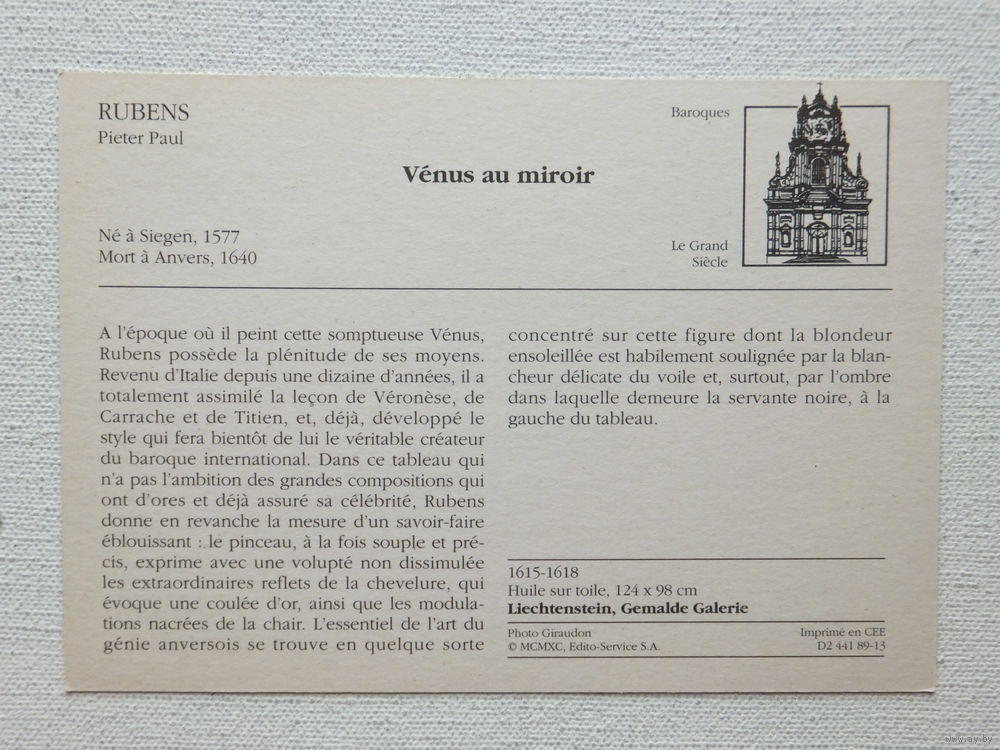 RUBENS
Pieter Paul
Baroques
Vénus au miroir
Né à Siegen, 1577
Mort à Anvers, 1640
Le Grand
Siècle
A l'époque où il peint cette somptueuse Vénus,
Rubens possède la plénitude de ses moyens.
Revenu d'Italie depuis une dizaine d'années, il a
totalement assimilé la leçon de Véronèse, de
Carrache et de Titien, et, déjà, développé le
style qui fera bientôt de lui le véritable créateur
du baroque international. Dans ce tableau qui
n'a pas l'ambition des grandes compositions qui
ont d'ores et déjà assuré sa célébrité, Rubens
donne en revanche la mesure d'un savoir-faire
éblouissant : le pinceau, à la fois souple et pré-
cis, exprime avec une volupté non dissimulée
les extraordinaires reflets de la chevelure, qui
évoque une coulée d'or, ainsi que les modula-
tions nacrées de la chair. L'essentiel de l'art du
génie anversois se trouve en quelque sorte
concentré sur cette figure dont la blondeur
ensoleillée est habilement soulignée par la blan-
cheur délicate du voile et, surtout, par l'ombre
dans laquelle demeure la servante noire, à la
gauche du tableau.
1615-1618
Huile sur toile, 124 x 98 cm
Liechtenstein, Gemalde Galerie
Photo Giraudon
© MCMXC, Edito-Service S.A.
Imprimé en CEE
D2 441 89-13
www.ay.by